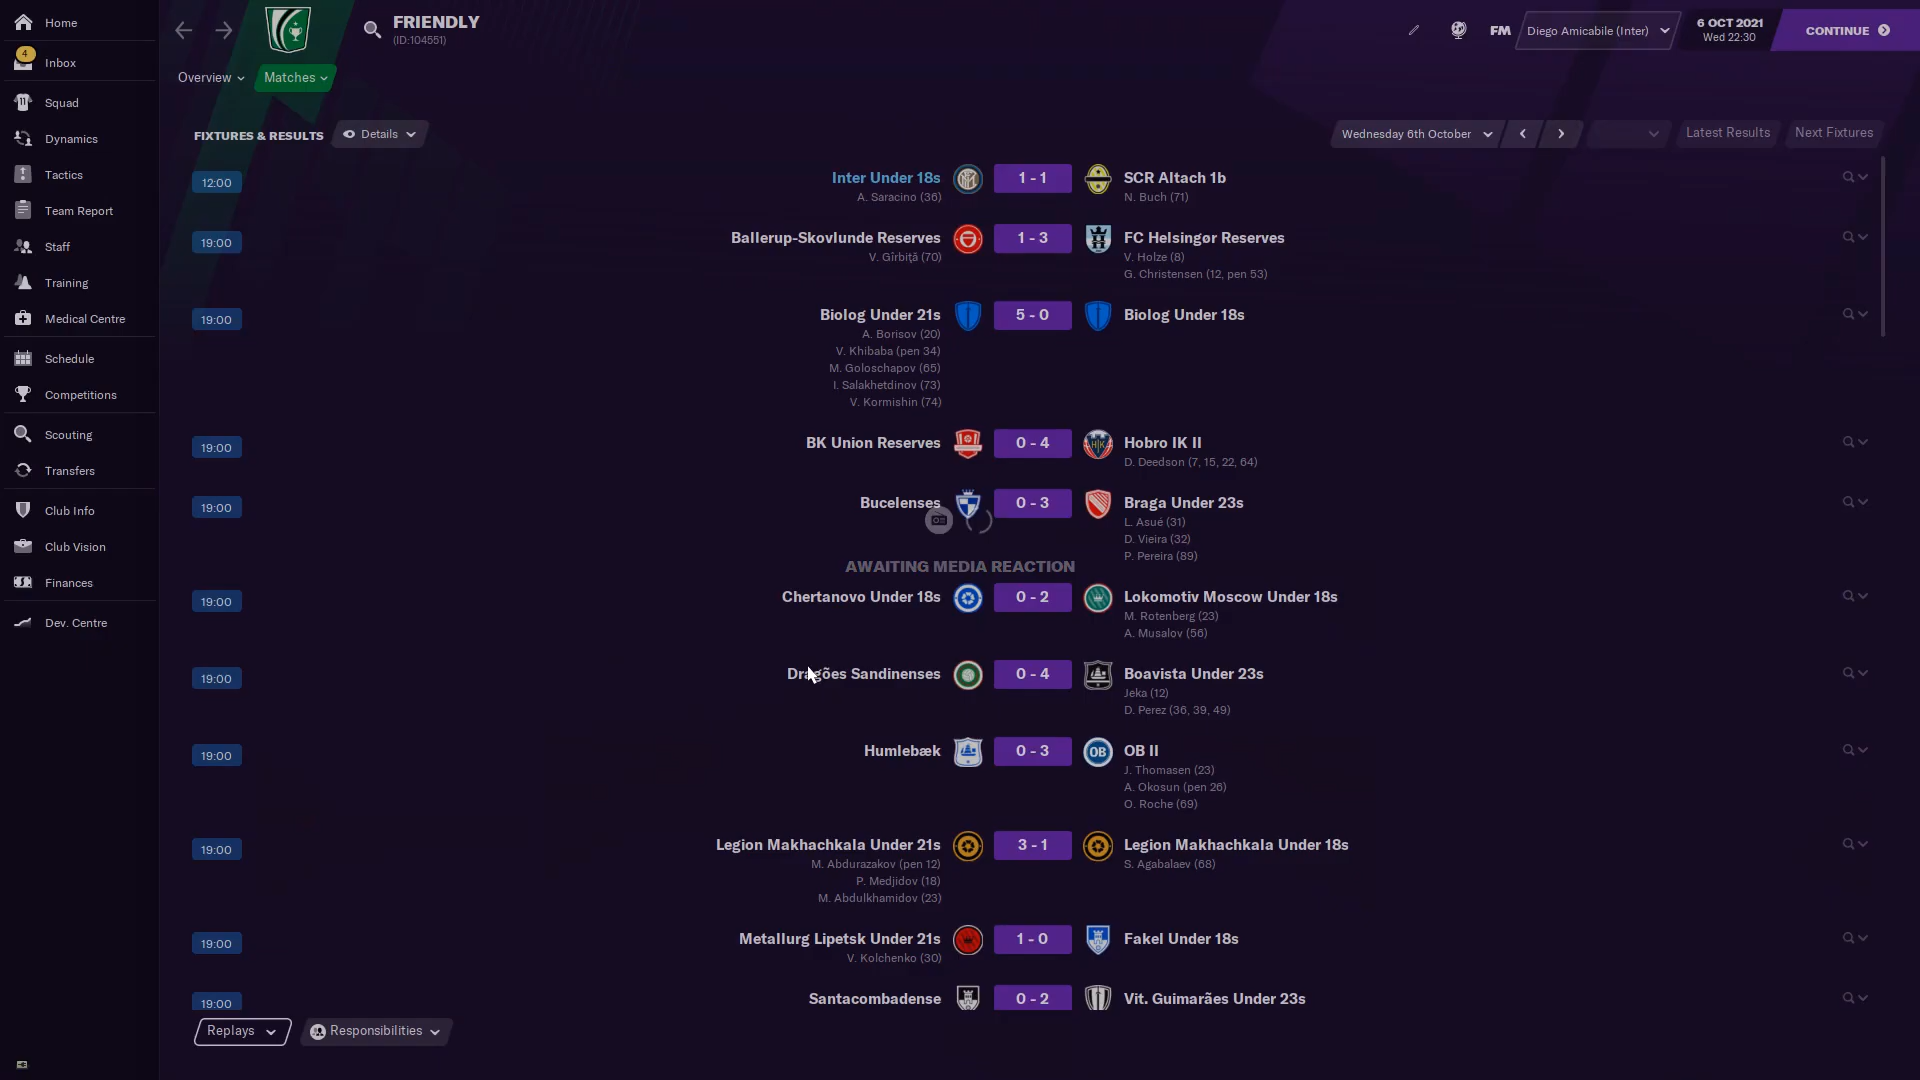 Home
4
Inbox
Squad
Dynamics
Tactics
Team Report
Staff
Training
Medical Centre
Schedule
Competitions
Scouting
Transfers
Club Info
Club Vision
Finances
Dev. Centre
FRIENDLY
(ID:104551)
FM
Diego Amicabile (Inter)
6 OCT 2021
Wed 22:30
CONTINUE
Overview
Matches
FIXTURES & RESULTS
Details
Wednesday 6th October
Latest Results
Next Fixtures
12:00 Inter Under 18s 1 - 1 SCR Altach 1b
A. Saracino (36) N. Buch (71)
19:00 Ballerup-Skovlunde Reserves 1 - 3 FC Helsingør Reserves
V. Gîrbiță (70) V. Holze (8)
G. Christensen (12, pen 53)
19:00 Biolog Under 21s 5 - 0 Biolog Under 18s
A. Borisov (20)
V. Khibaba (pen 34)
M. Goloschapov (65)
I. Salakhetdinov (73)
V. Kormishin (74)
19:00 BK Union Reserves 0 - 4 Hobro IK II
D. Deedson (7, 15, 22, 64)
19:00 Bucelenses 0 - 3 Braga Under 23s
L. Asué (31)
D. Vieira (32)
P. Pereira (89)
AWAITING MEDIA REACTION
19:00 Chertanovo Under 18s 0 - 2 Lokomotiv Moscow Under 18s
M. Rotenberg (23)
A. Musalov (56)
19:00 Dragões Sandinenses 0 - 4 Boavista Under 23s
Jeka (12)
D. Perez (36, 39, 49)
19:00 Humlebæk 0 - 3 OB OB II
J. Thomasen (23)
A. Okosun (pen 26)
O. Roche (69)
19:00 Legion Makhachkala Under 21s 3 - 1 Legion Makhachkala Under 18s
M. Abdurazakov (pen 12) S. Agabalaev (68)
P. Medjidov (18)
M. Abdulkhamidov (23)
19:00 Metallurg Lipetsk Under 21s 1 - 0 Fakel Under 18s
V. Kolchenko (30)
19:00 Santacombadense 0 - 2 Vit. Guimarães Under 23s
Replays
Responsibilities